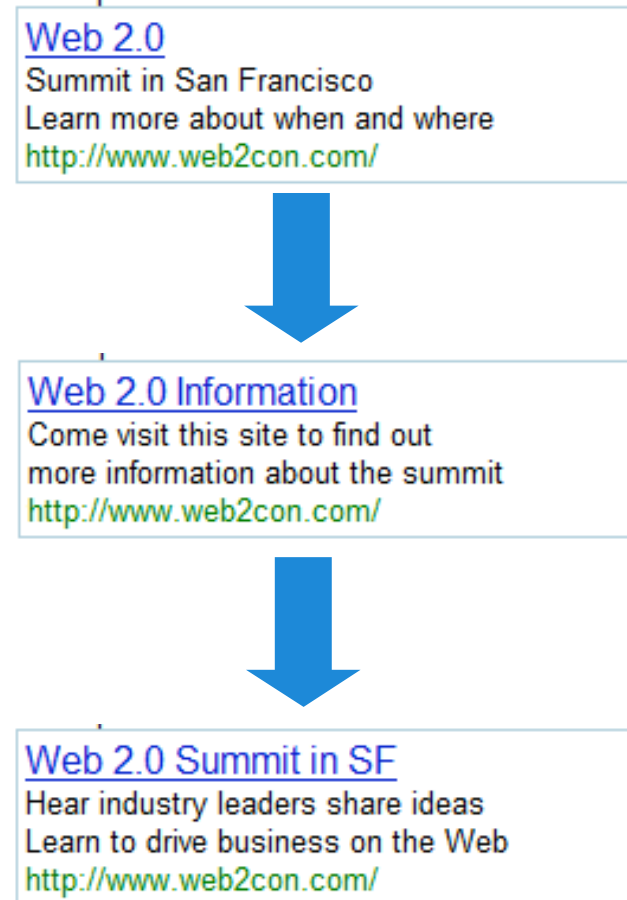 Web 2.0
Summit in San Francisco
Learn more about when and where
http://www.web2con.com/
Web 2.0 Information
Come visit this site to find out
more information about the summit
http://www.web2con.com/
Web 2.0 Summit in SF
Hear industry leaders share ideas
Learn to drive business on the Web
http://www.web2con.com/